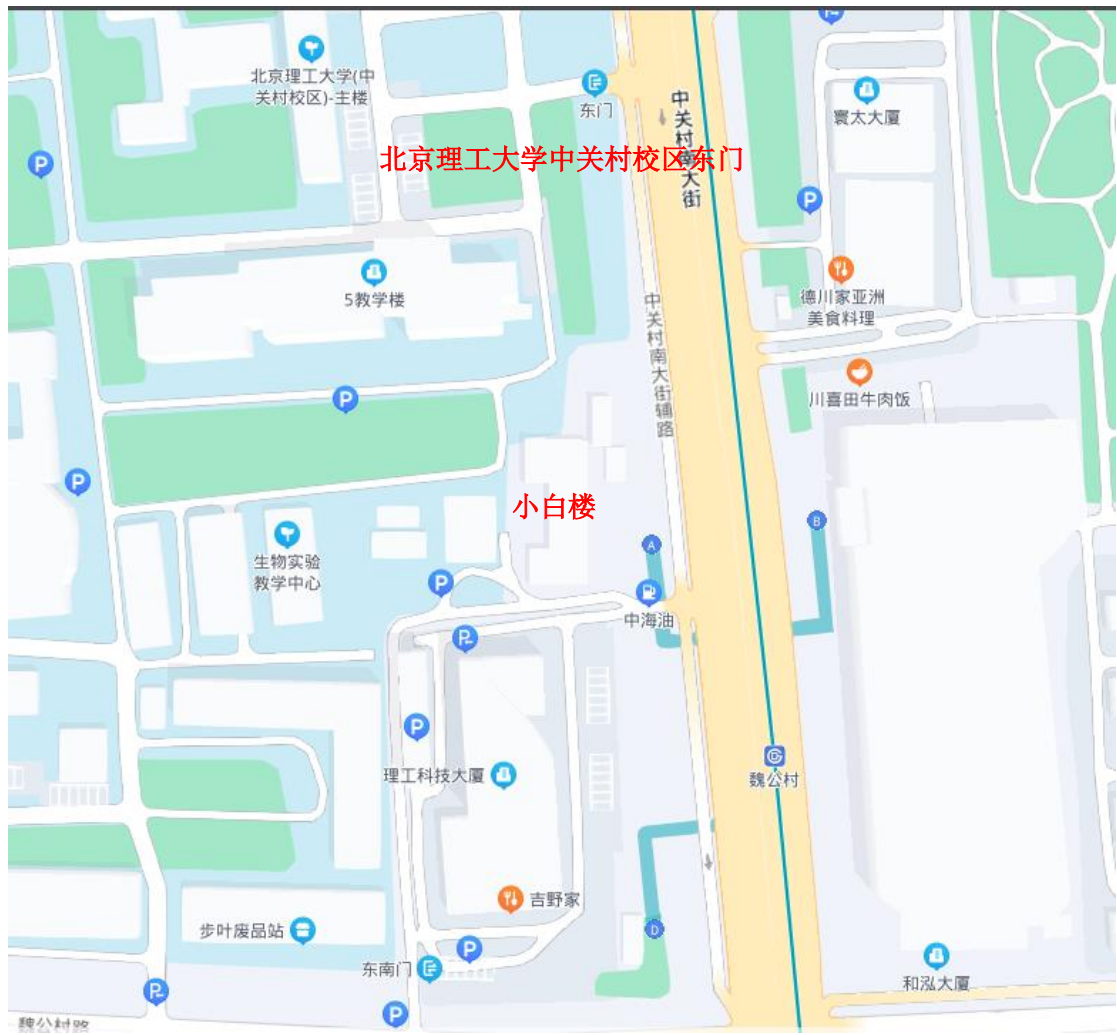 北京理工大学(中
关村校区)-主楼
东门
中关村南大街
寰太大厦
北京理工大学中关村校区东门
P
P
P
5教学楼
德川家亚洲
美食料理
中关村南大街辅路
P
川喜田牛肉饭
P
小白楼
A
B
生物实验
教学中心
P
中海油
P
P
理工科技大厦
魏公村
吉野家
步叶废品站
D
P
东南门
和泓大厦
P
P
魏公村路